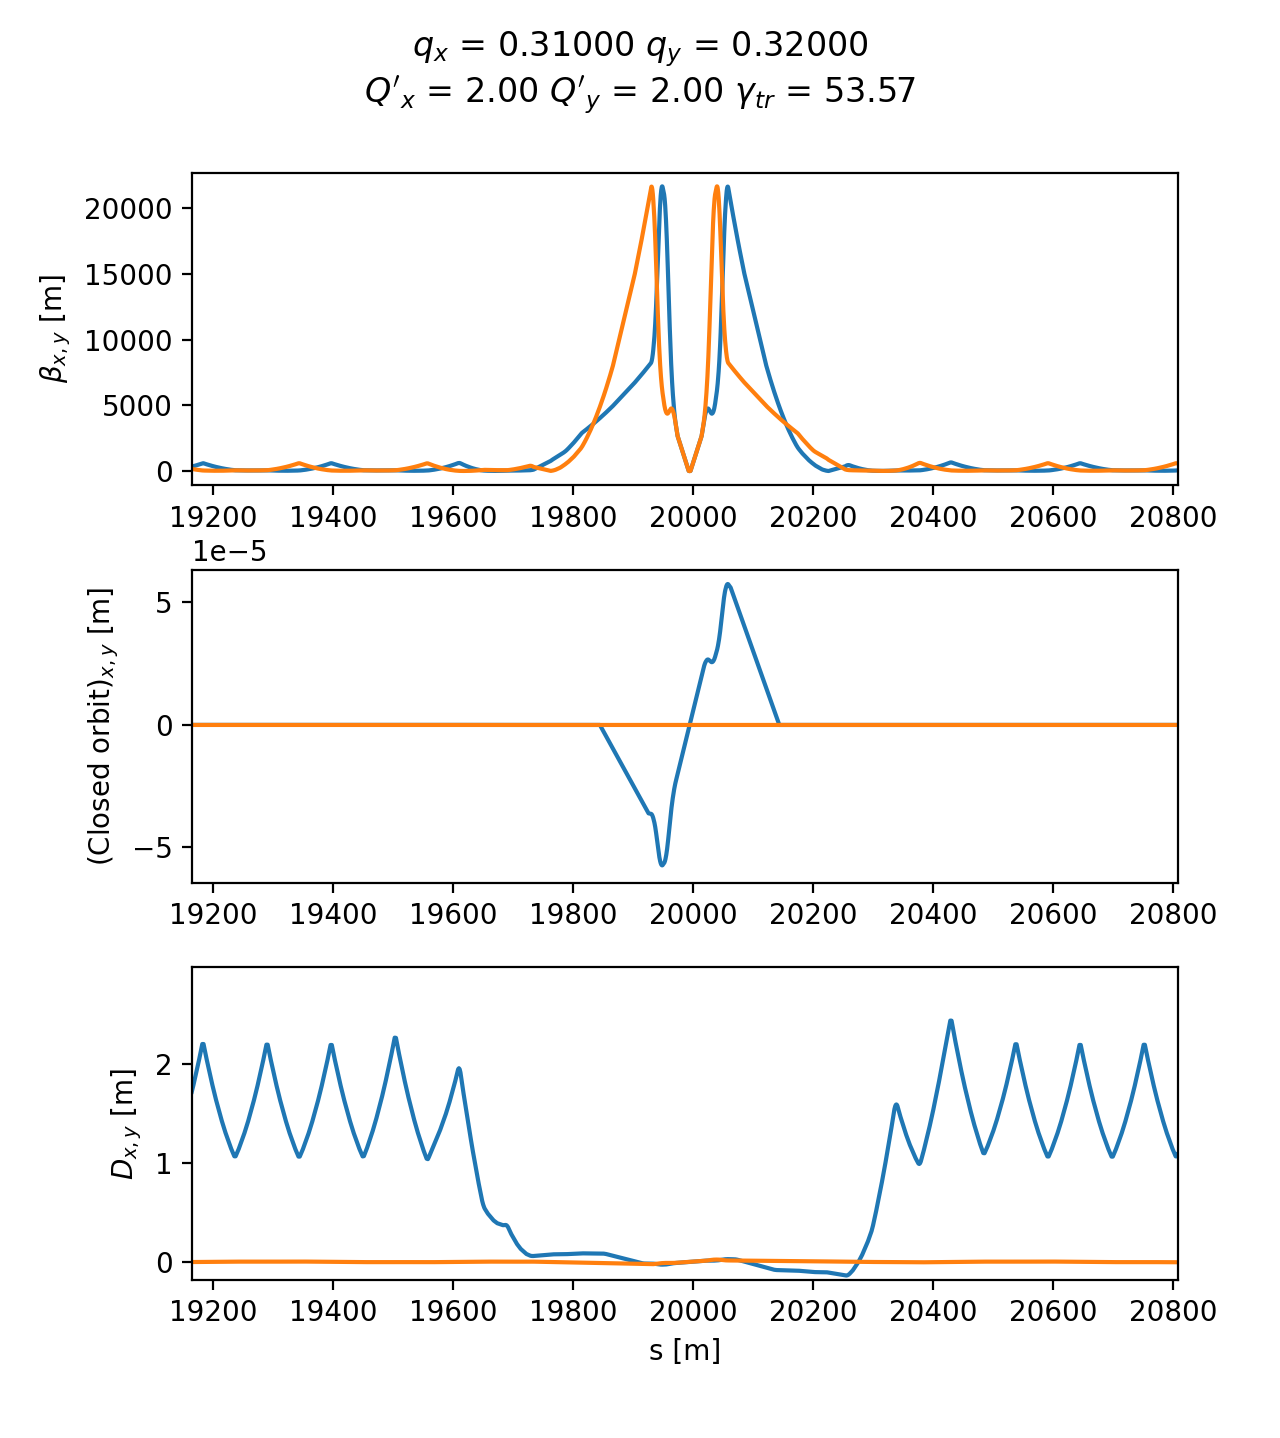 qₓ = 0.31000 q_y = 0.32000
Q′ₓ = 2.00 Q′_y = 2.00 γ_tr = 53.57
β_x,y [m]
20000
15000
10000
5000
0
19200 19400 19600 19800 20000 20200 20400 20600 20800
1e−5
(Closed orbit)_x,y [m]
5
0
−5
19200 19400 19600 19800 20000 20200 20400 20600 20800
D_x,y [m]
2
1
0
19200 19400 19600 19800 20000 20200 20400 20600 20800
s [m]